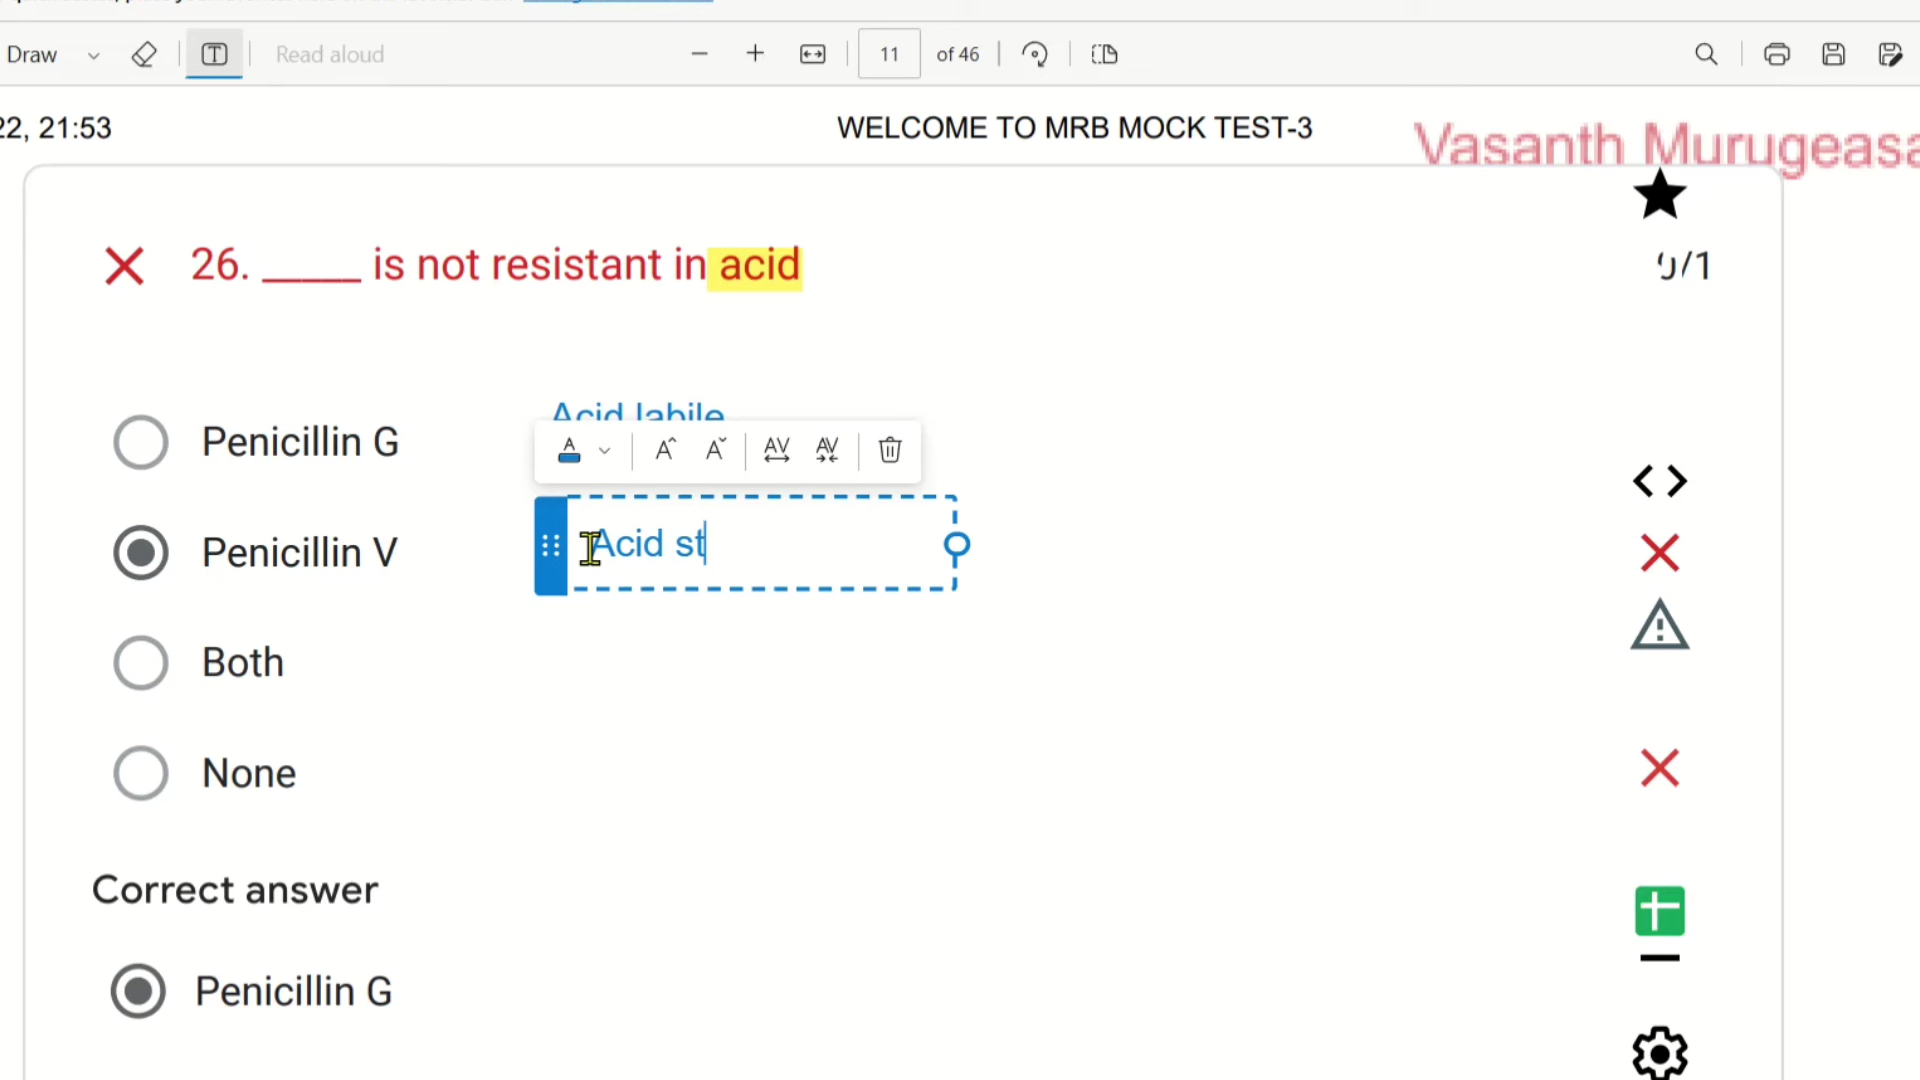 Draw
Read aloud
11 of 46
22, 21:53
WELCOME TO MRB MOCK TEST-3
Vasanth
26. _____ is not resistant in acid
/1
Penicillin G
Acid labile
Penicillin V
Acid st
Both
None
Correct answer
Penicillin G